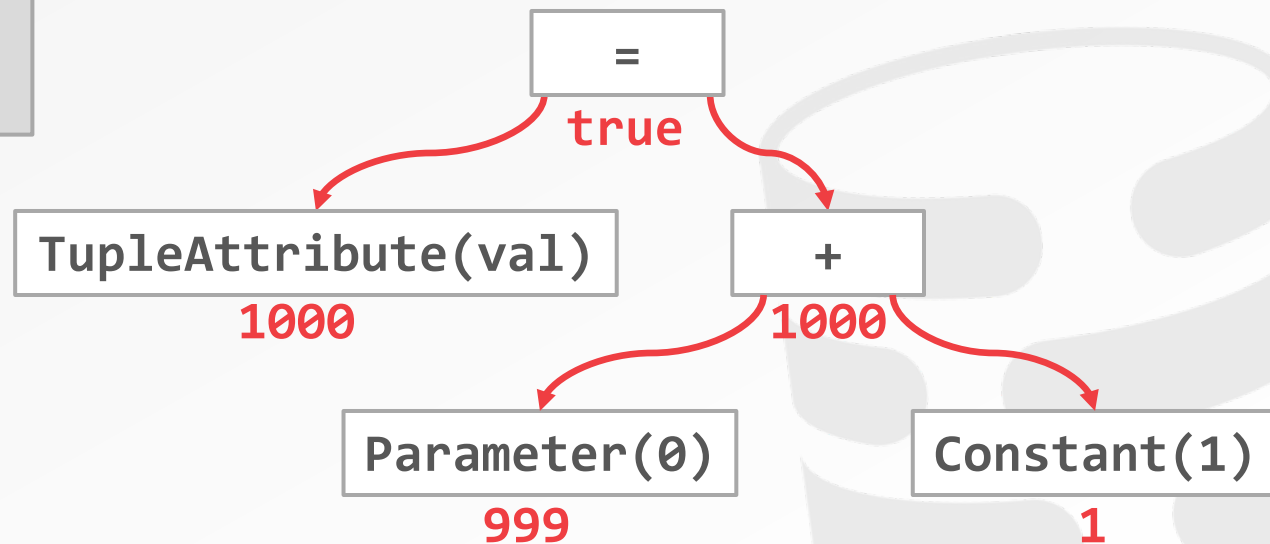 =
true
TupleAttribute(val)
+
1000
1000
Parameter(0)
Constant(1)
999
1